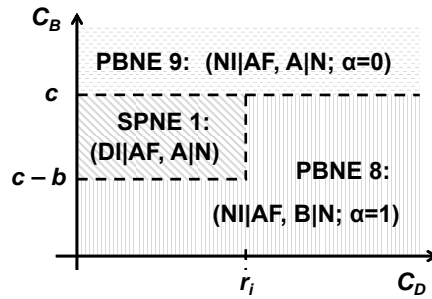 C_B
PBNE 9: (NI|AF, A|N; α=0)
c
SPNE 1:
(DI|AF, A|N)
PBNE 8:
c – b
(NI|AF, B|N; α=1)
r_i
C_D